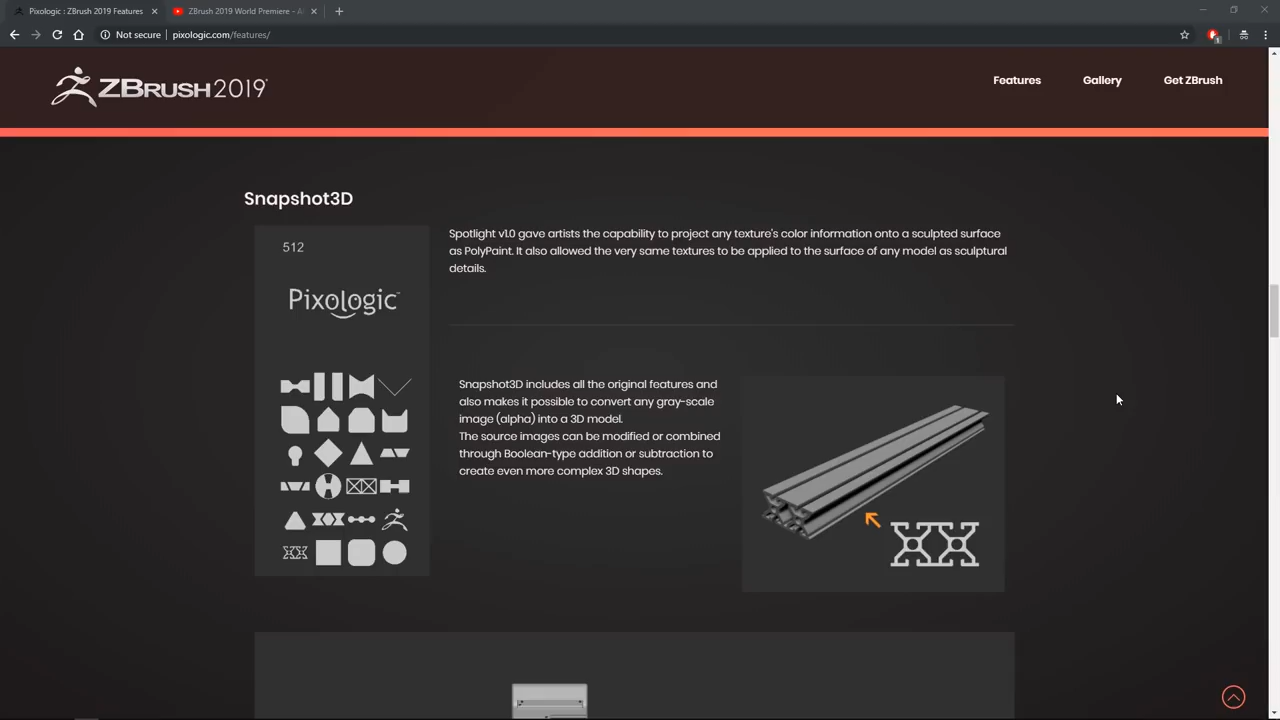 Pixologic : ZBrush 2019 Features
ZBrush 2019 World Premiere - A
Not secure
pixologic.com/features/
1
ZBRUSH 2019
Features
Gallery
Get ZBrush
Snapshot3D
512
Pixologic™
Spotlight v1.0 gave artists the capability to project any texture's color information onto a sculpted surface
as PolyPaint. It also allowed the very same textures to be applied to the surface of any model as sculptural
details.
Snapshot3D includes all the original features and
also makes it possible to convert any gray-scale
image (alpha) into a 3D model.
The source images can be modified or combined
through Boolean-type addition or subtraction to
create even more complex 3D shapes.